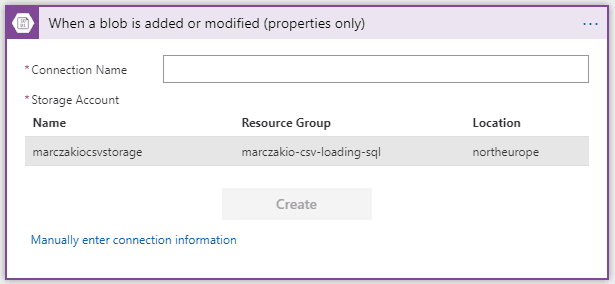 When a blob is added or modified (properties only)
* Connection Name
* Storage Account
Name Resource Group Location
marczakiocsvstorage marczakio-csv-loading-sql northeurope
Create
Manually enter connection information